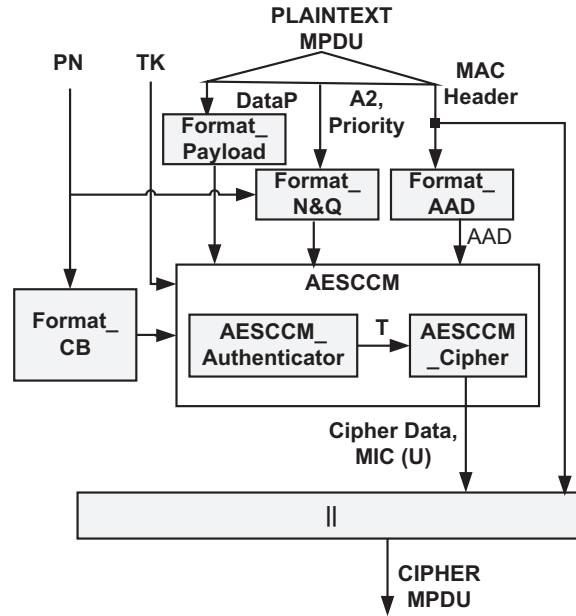 PLAINTEXT
MPDU
PN
TK
MAC
Header
DataP
A2,
Priority
Format_
Payload
Format_
N&Q
Format_
AAD
AAD
AESCCM
Format_
CB
AESCCM_
Authenticator
T
AESCCM
_Cipher
Cipher Data,
MIC (U)
||
CIPHER
MPDU